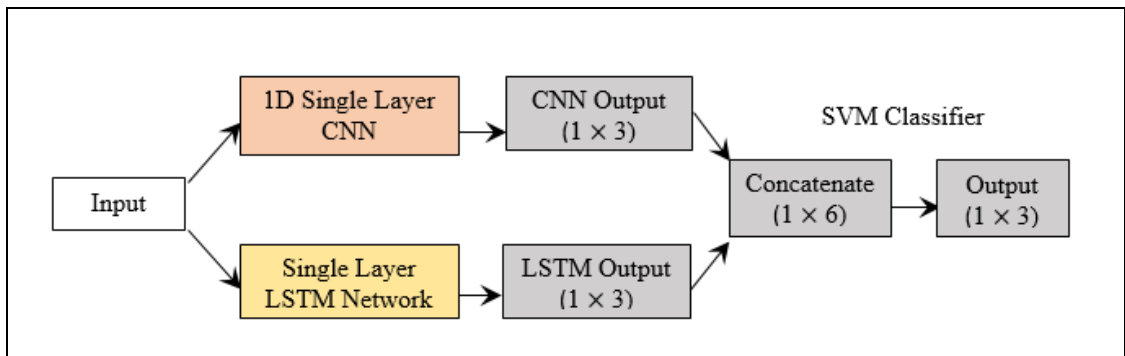 Input
1D Single Layer
CNN
CNN Output
(1 × 3)
Single Layer
LSTM Network
LSTM Output
(1 × 3)
SVM Classifier
Concatenate
(1 × 6)
Output
(1 × 3)